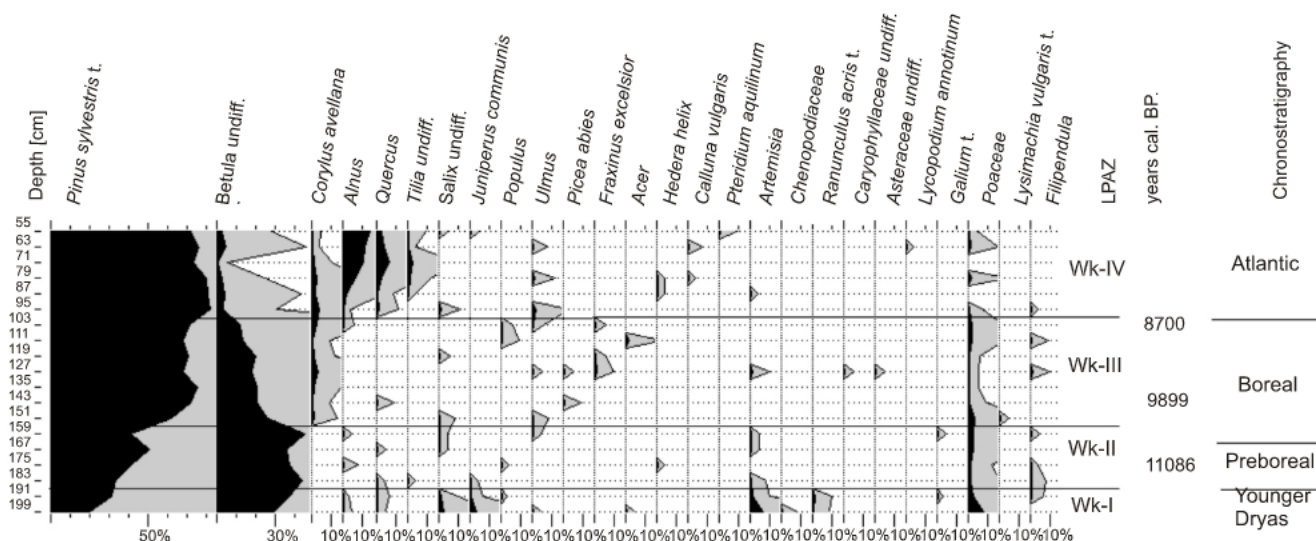 Depth [cm]
Pinus sylvestris t.
Betula undiff.
Corylus avellana
Alnus
Quercus
Tilia undiff.
Salix undiff.
Juniperus communis
Populus
Ulmus
Picea abies
Fraxinus excelsior
Acer
Hedera helix
Calluna vulgaris
Pteridium aquilinum
Artemisia
Chenopodiaceae
Ranunculus acris t.
Caryophyllaceae undiff.
Asteraceae undiff.
Lycopodium annotinum
Galium t.
Poaceae
Lysimachia vulgaris t.
Filipendula
LPAZ
years cal. BP.
Chronostratigraphy
55
63
71
79
87
95
103
111
119
127
135
143
151
159
167
175
183
191
199
Wk-IV
Wk-III
Wk-II
Wk-I
8700
9899
11086
Atlantic
Boreal
Preboreal
Younger
Dryas
50% 30% 10%10%10%10%10%10%10%10%10%10%10%10%10%10%10%10%10%10%10%10%10%10%10%10%